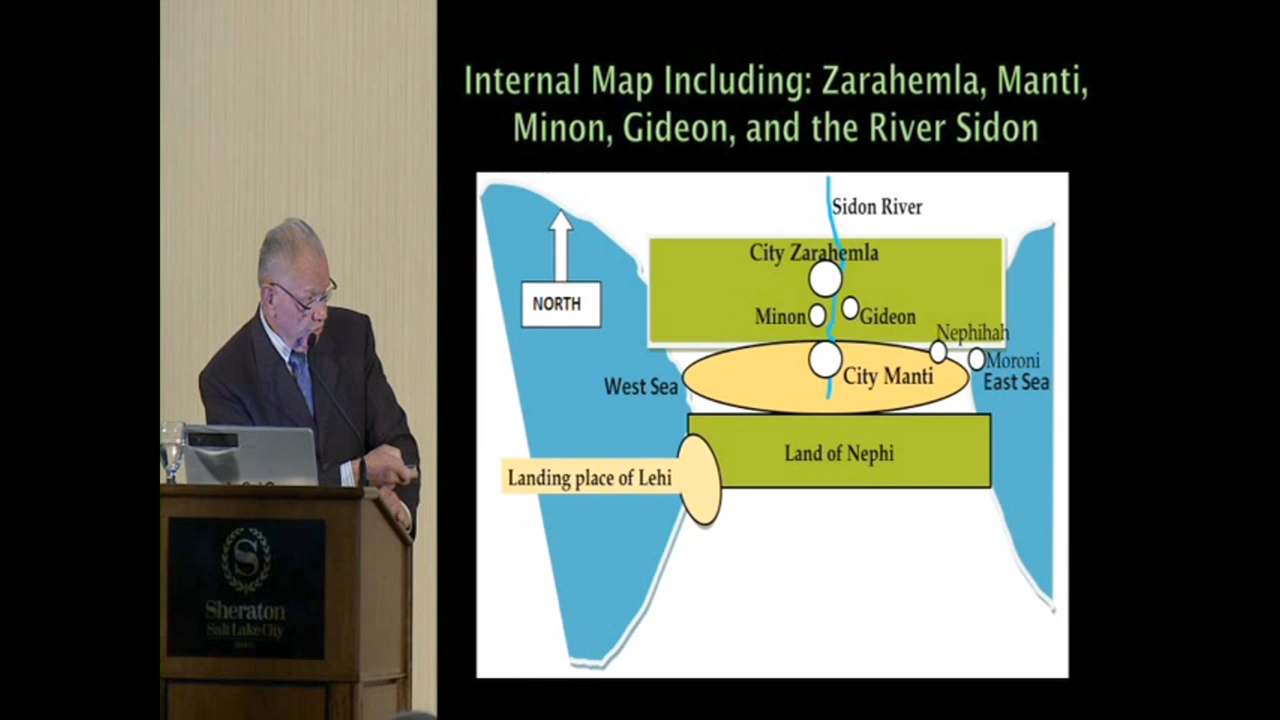 Internal Map Including: Zarahemla, Manti,
Minon, Gideon, and the River Sidon
Sidon River
City Zarahemla
NORTH
Minon
Gideon
Nephihah
Moroni
City Manti
East Sea
West Sea
Land of Nephi
Landing place of Lehi
S
Sheraton
Salt Lake City